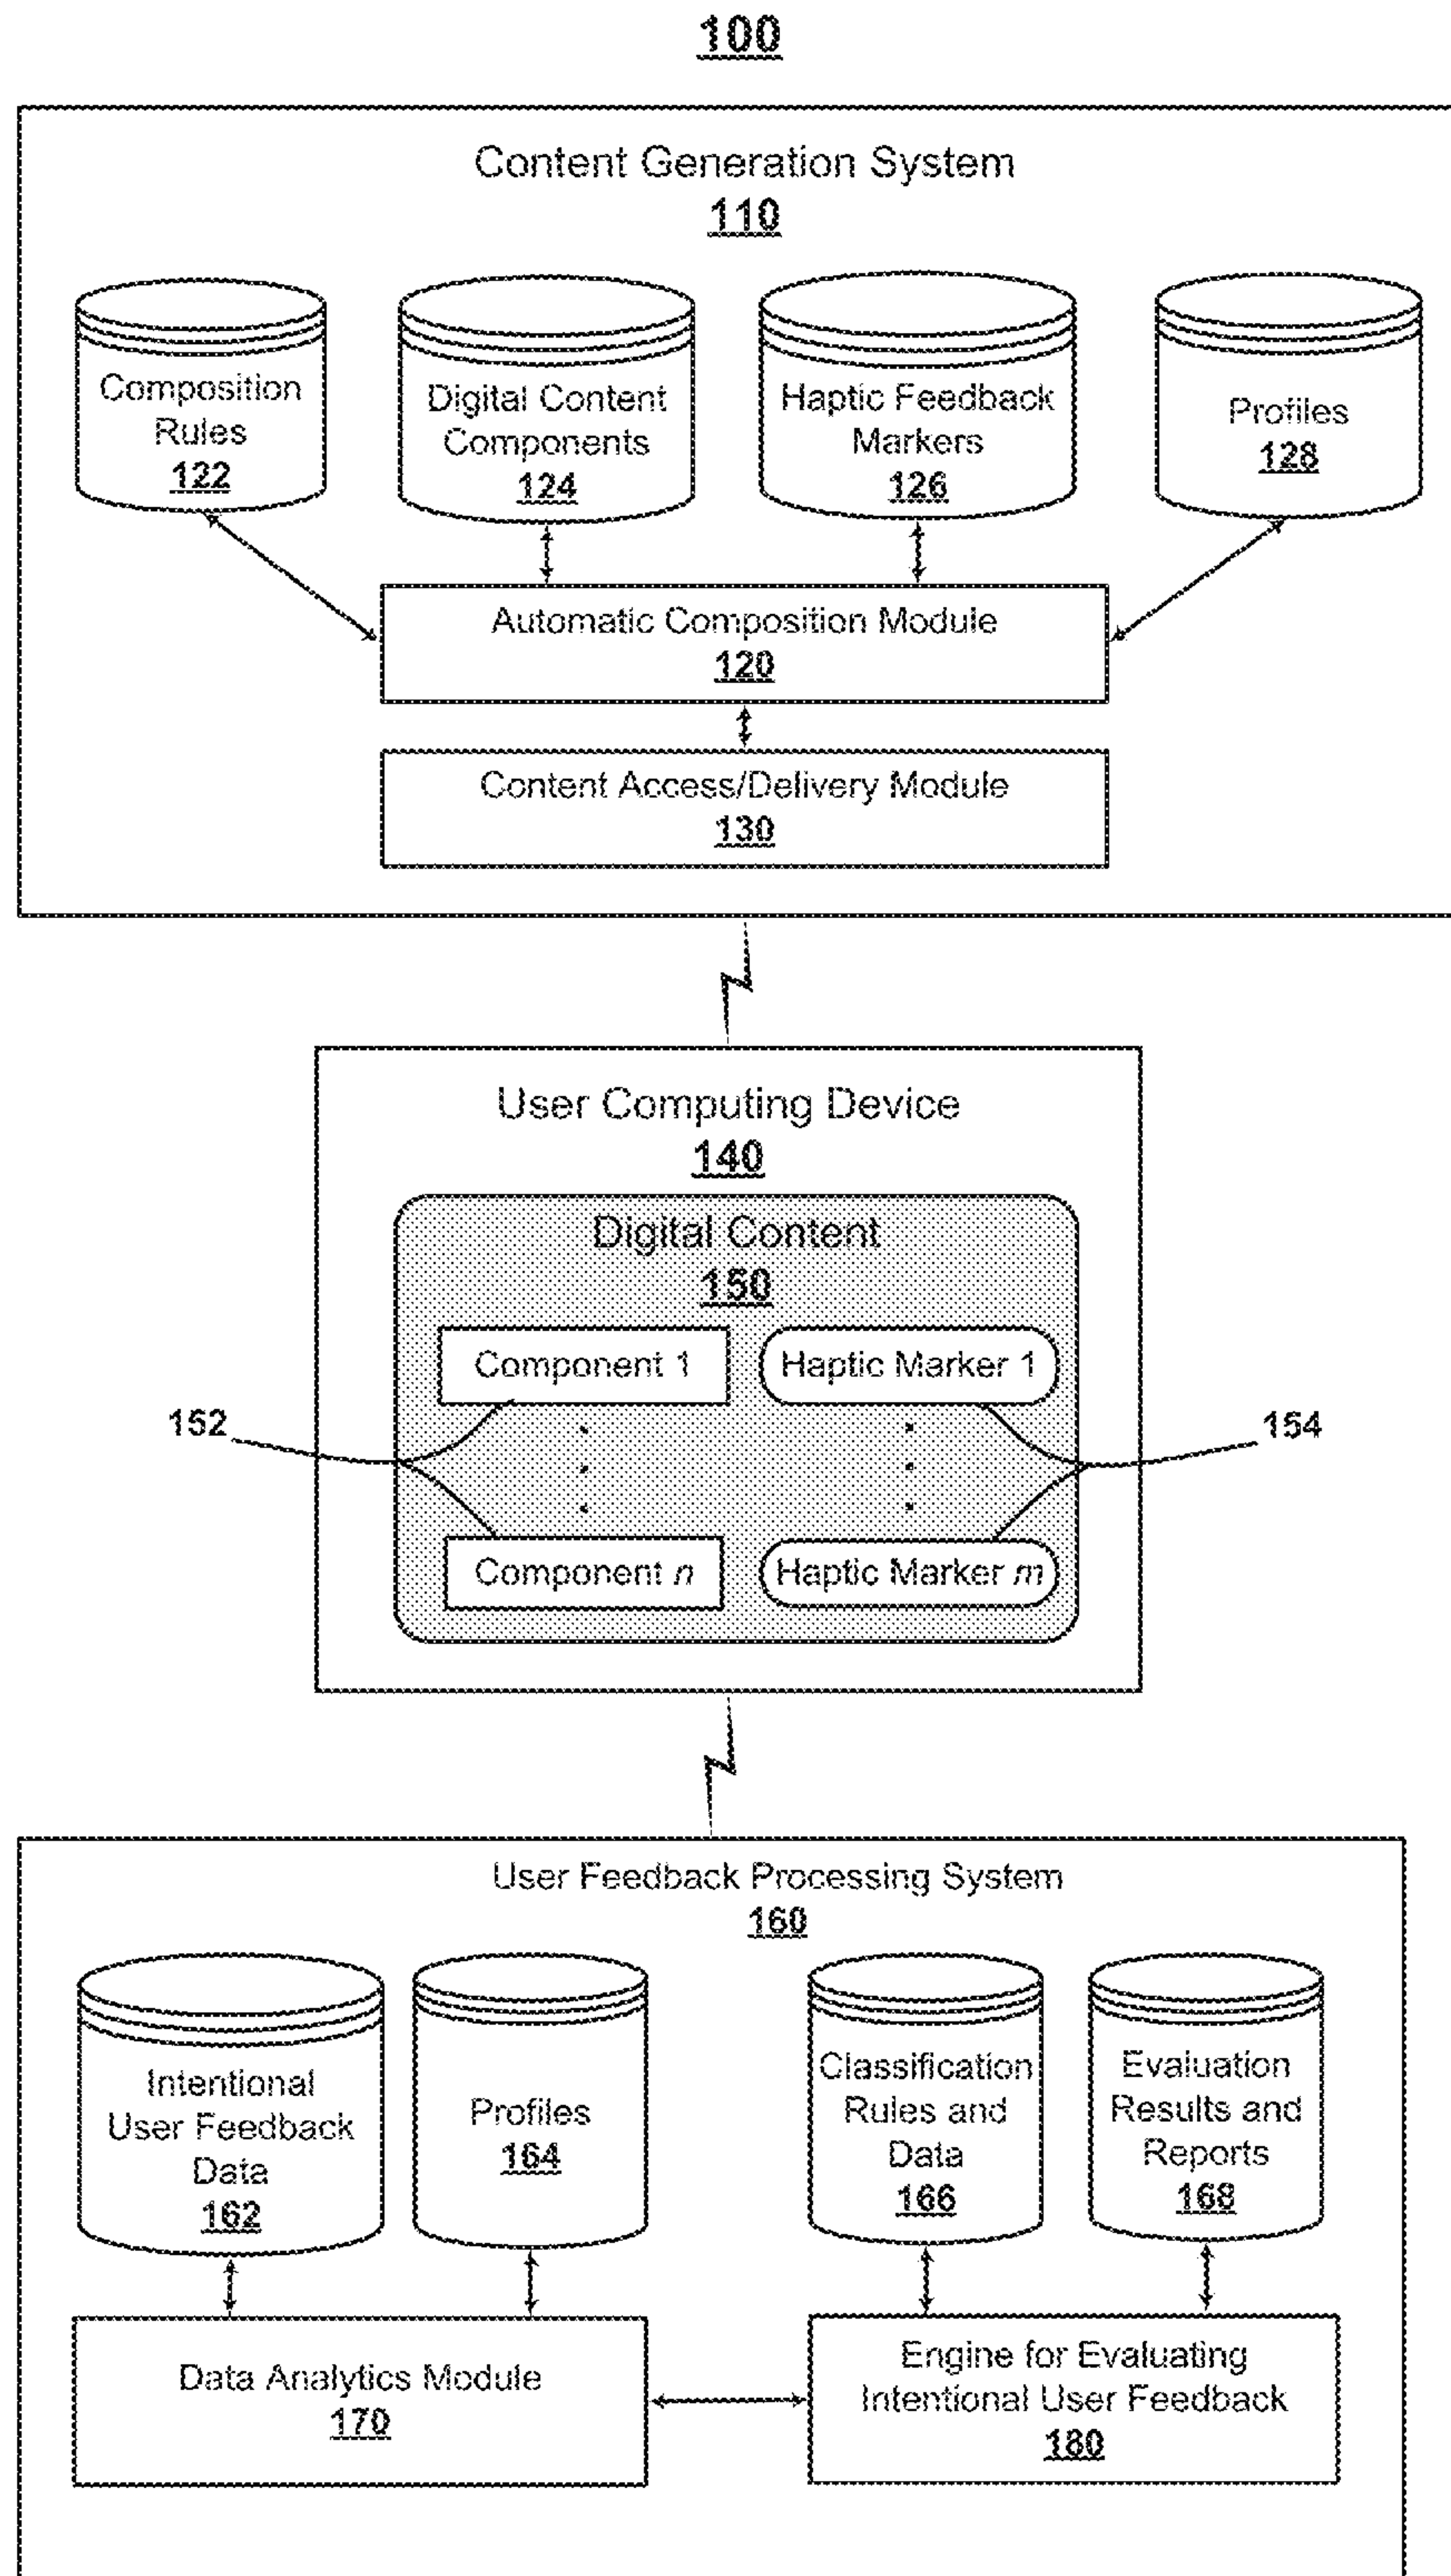 100
Content Generation System
110
Composition
Rules
122
Digital Content
Components
124
Haptic Feedback
Markers
126
Profiles
128
Automatic Composition Module
120
Content Access/Delivery Module
130
User Computing Device
140
Digital Content
150
Component 1
Haptic Marker 1
152
154
Component n
Haptic Marker m
User Feedback Processing System
160
Intentional
User Feedback
Data
162
Profiles
164
Classification
Rules and
Data
166
Evaluation
Results and
Reports
168
Data Analytics Module
170
Engine for Evaluating
Intentional User Feedback
180